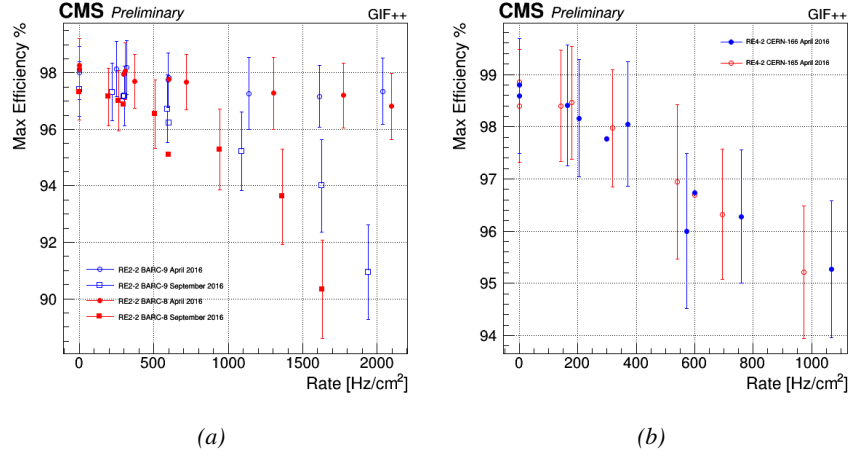 CMS Preliminary GIF++
Max Efficiency %
98
96
94
92
90
RE2-2 BARC-9 April 2016
RE2-2 BARC-9 September 2016
RE2-2 BARC-8 April 2016
RE2-2 BARC-8 September 2016
0 500 1000 1500 2000
Rate [Hz/cm²]
(a)
CMS Preliminary GIF++
Max Efficiency %
RE4-2 CERN-166 April 2016
RE4-2 CERN-165 April 2016
99
98
97
96
95
94
0 200 400 600 800 1000
Rate [Hz/cm²]
(b)